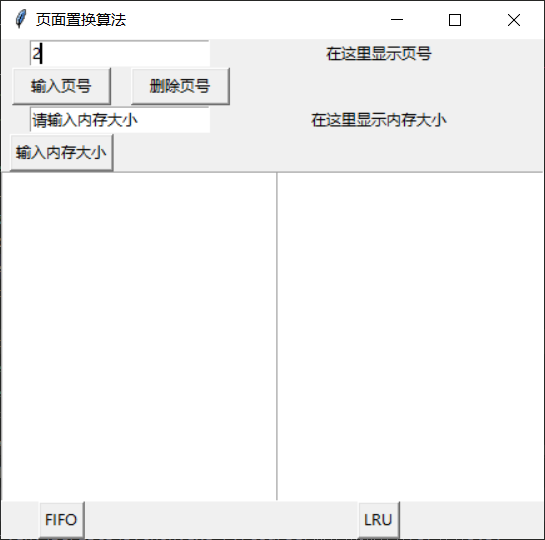 页面置换算法
2 在这里显示页号
输入页号 删除页号
请输入内存大小 在这里显示内存大小
输入内存大小
FIFO LRU